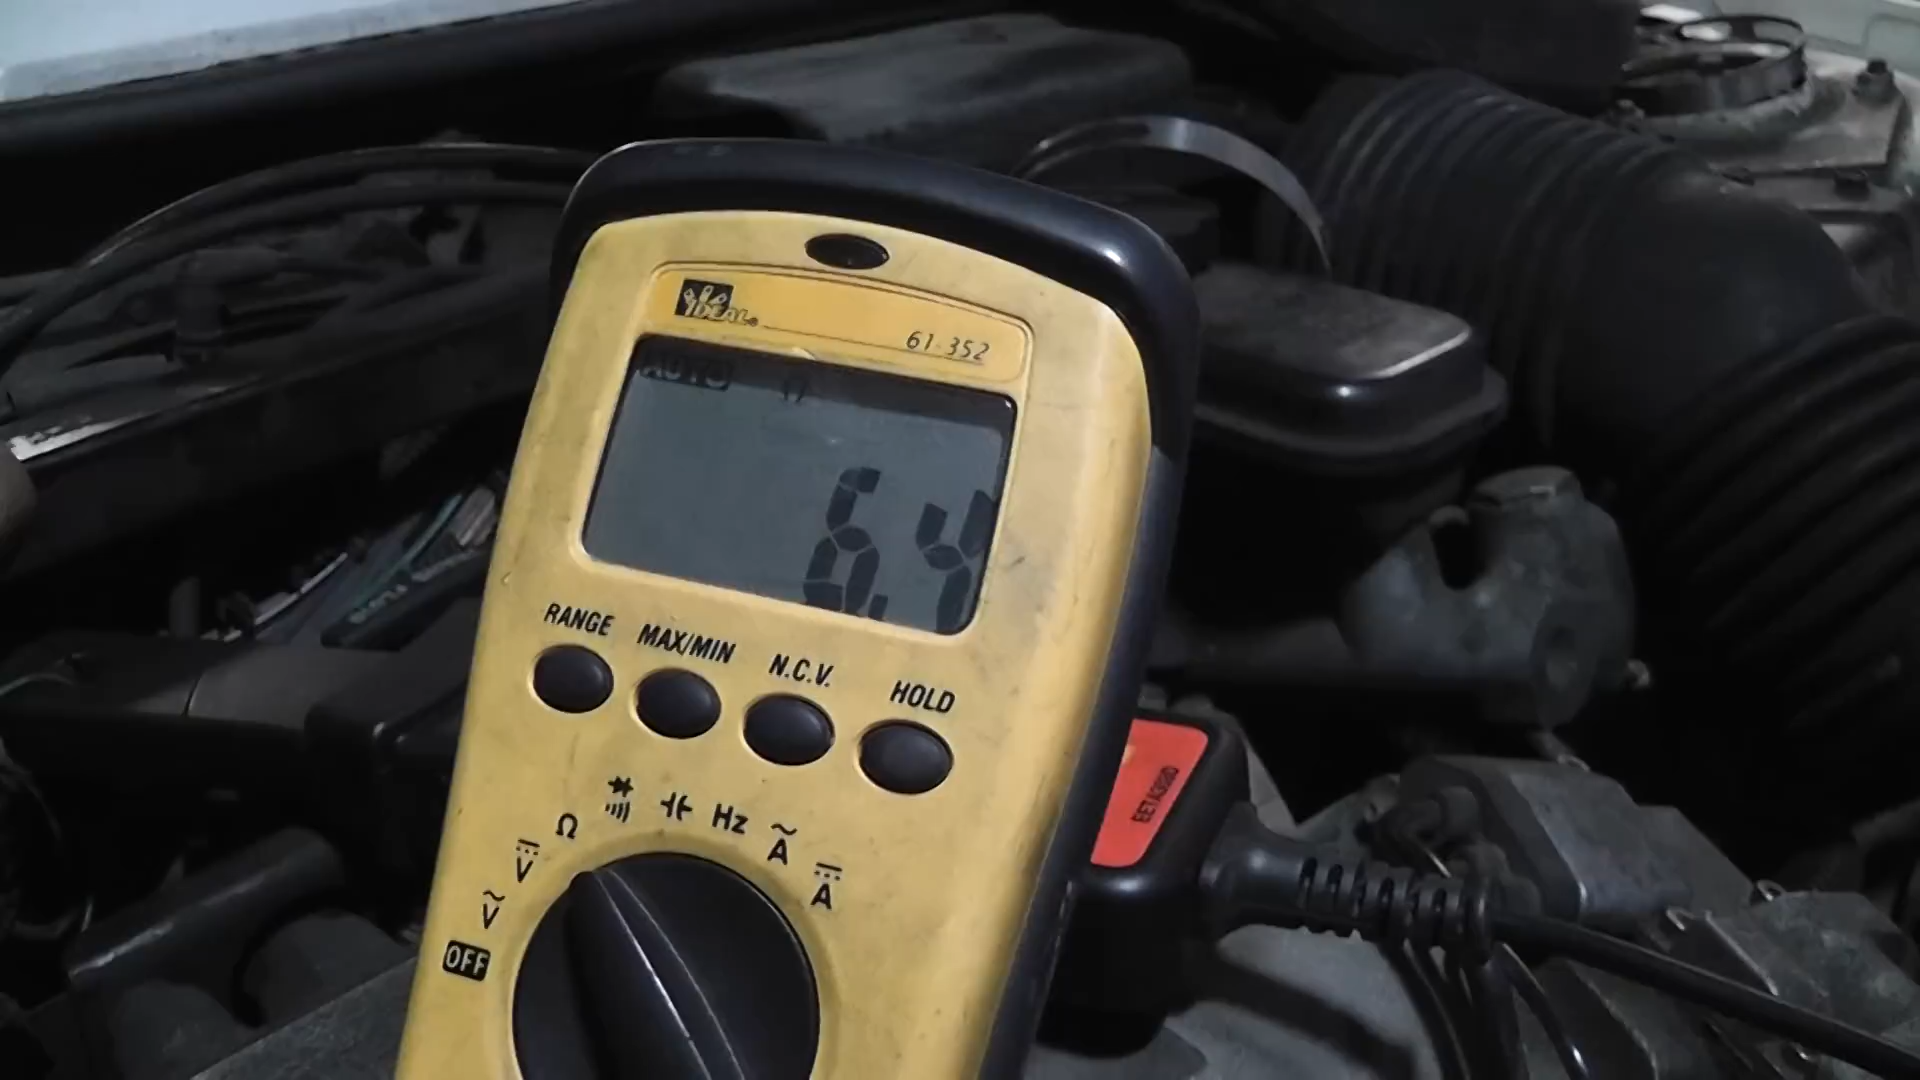 IDEAL®
61-352
AUTO Ω
6.4
RANGE MAX/MIN N.C.V. HOLD
Ω Hz
V A
V A
OFF